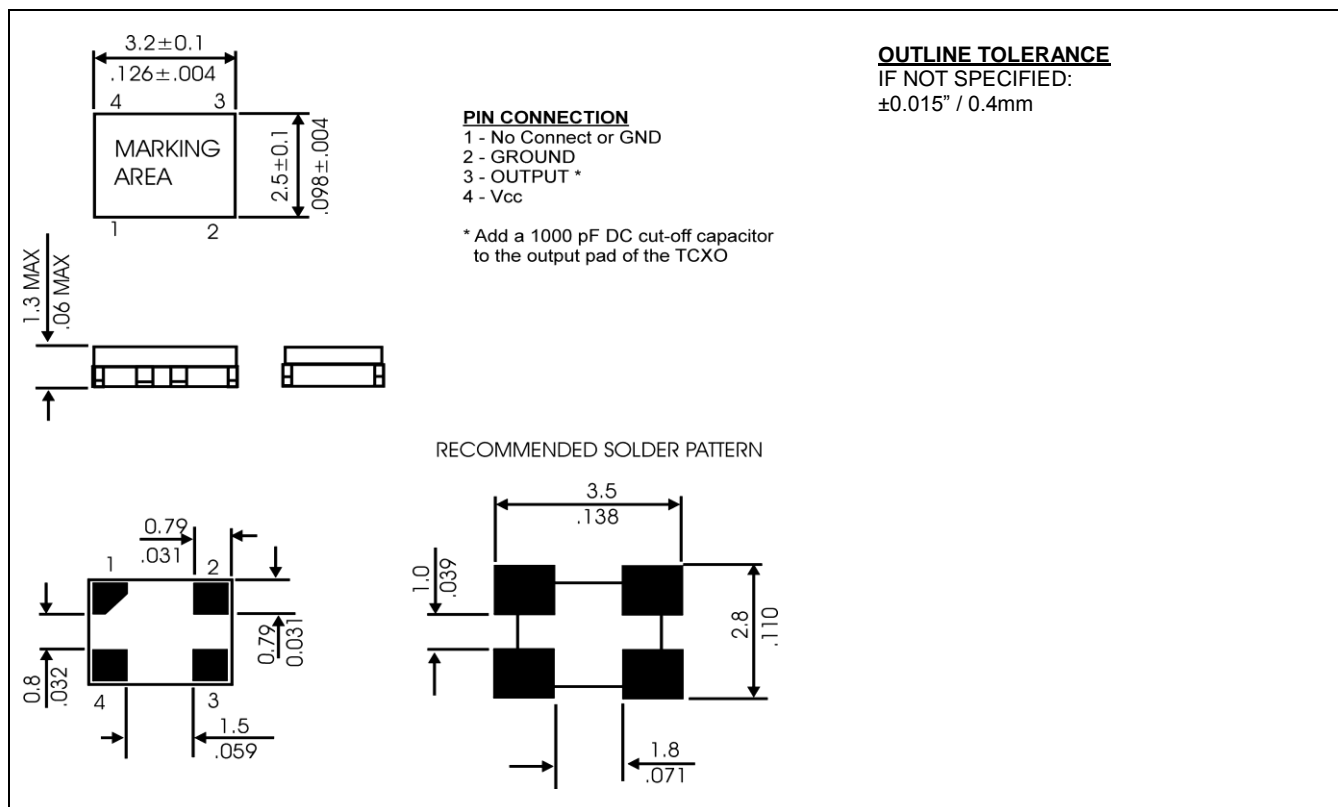 3.2±0.1
.126±.004
4
3
MARKING
AREA
2.5±0.1
.098±.004
1
2
1.3 MAX
.06 MAX
PIN CONNECTION
1 - No Connect or GND
2 - GROUND
3 - OUTPUT *
4 - Vcc
* Add a 1000 pF DC cut-off capacitor
to the output pad of the TCXO
OUTLINE TOLERANCE
IF NOT SPECIFIED:
±0.015” / 0.4mm
0.79
.031
1
2
0.79
0.031
0.8
.032
4
3
1.5
.059
RECOMMENDED SOLDER PATTERN
3.5
.138
1.0
.039
2.8
.110
1.8
.071